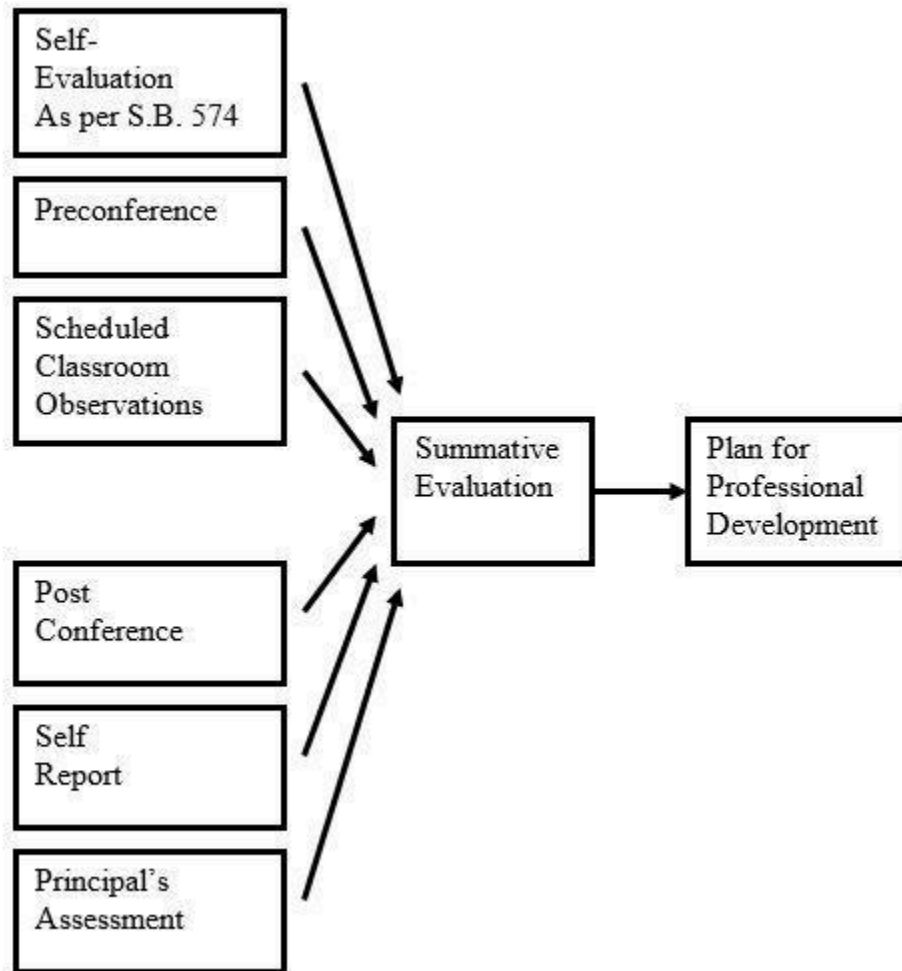 Self-
Evaluation
As per S.B. 574
Preconference
Scheduled
Classroom
Observations
Summative
Evaluation
Plan for
Professional
Development
Post
Conference
Self
Report
Principal’s
Assessment